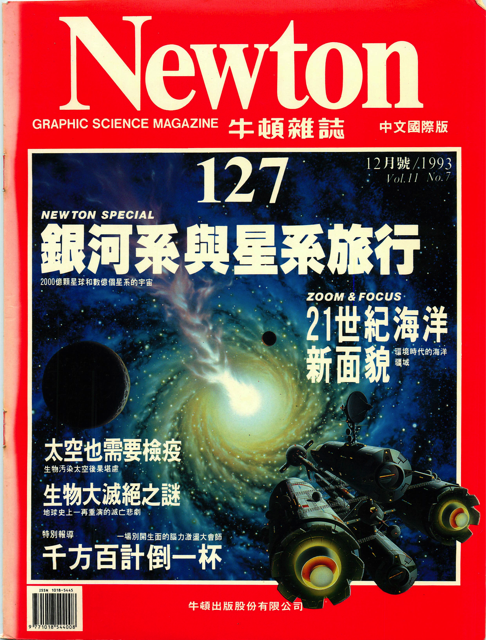 Newton
GRAPHIC SCIENCE MAGAZINE 牛頓雜誌 中文國際版
127
12月號/.1993
Vol.11 No.7
NEWTON SPECIAL
銀河系與星系旅行
2000億顆星球和數億個星系的宇宙
ZOOM & FOCUS
21世紀海洋
新面貌
環境時代的海洋
牛頓出版股份有限公司
太空也需要檢疫
生物污染太空後果堪慮
生物大滅絕之謎
地球史上一再重演的滅亡悲劇
特別報導 一場別開生面的腦力激盪大會師
千方百計倒一杯
ISSN 1018-5445
9 771018 544008